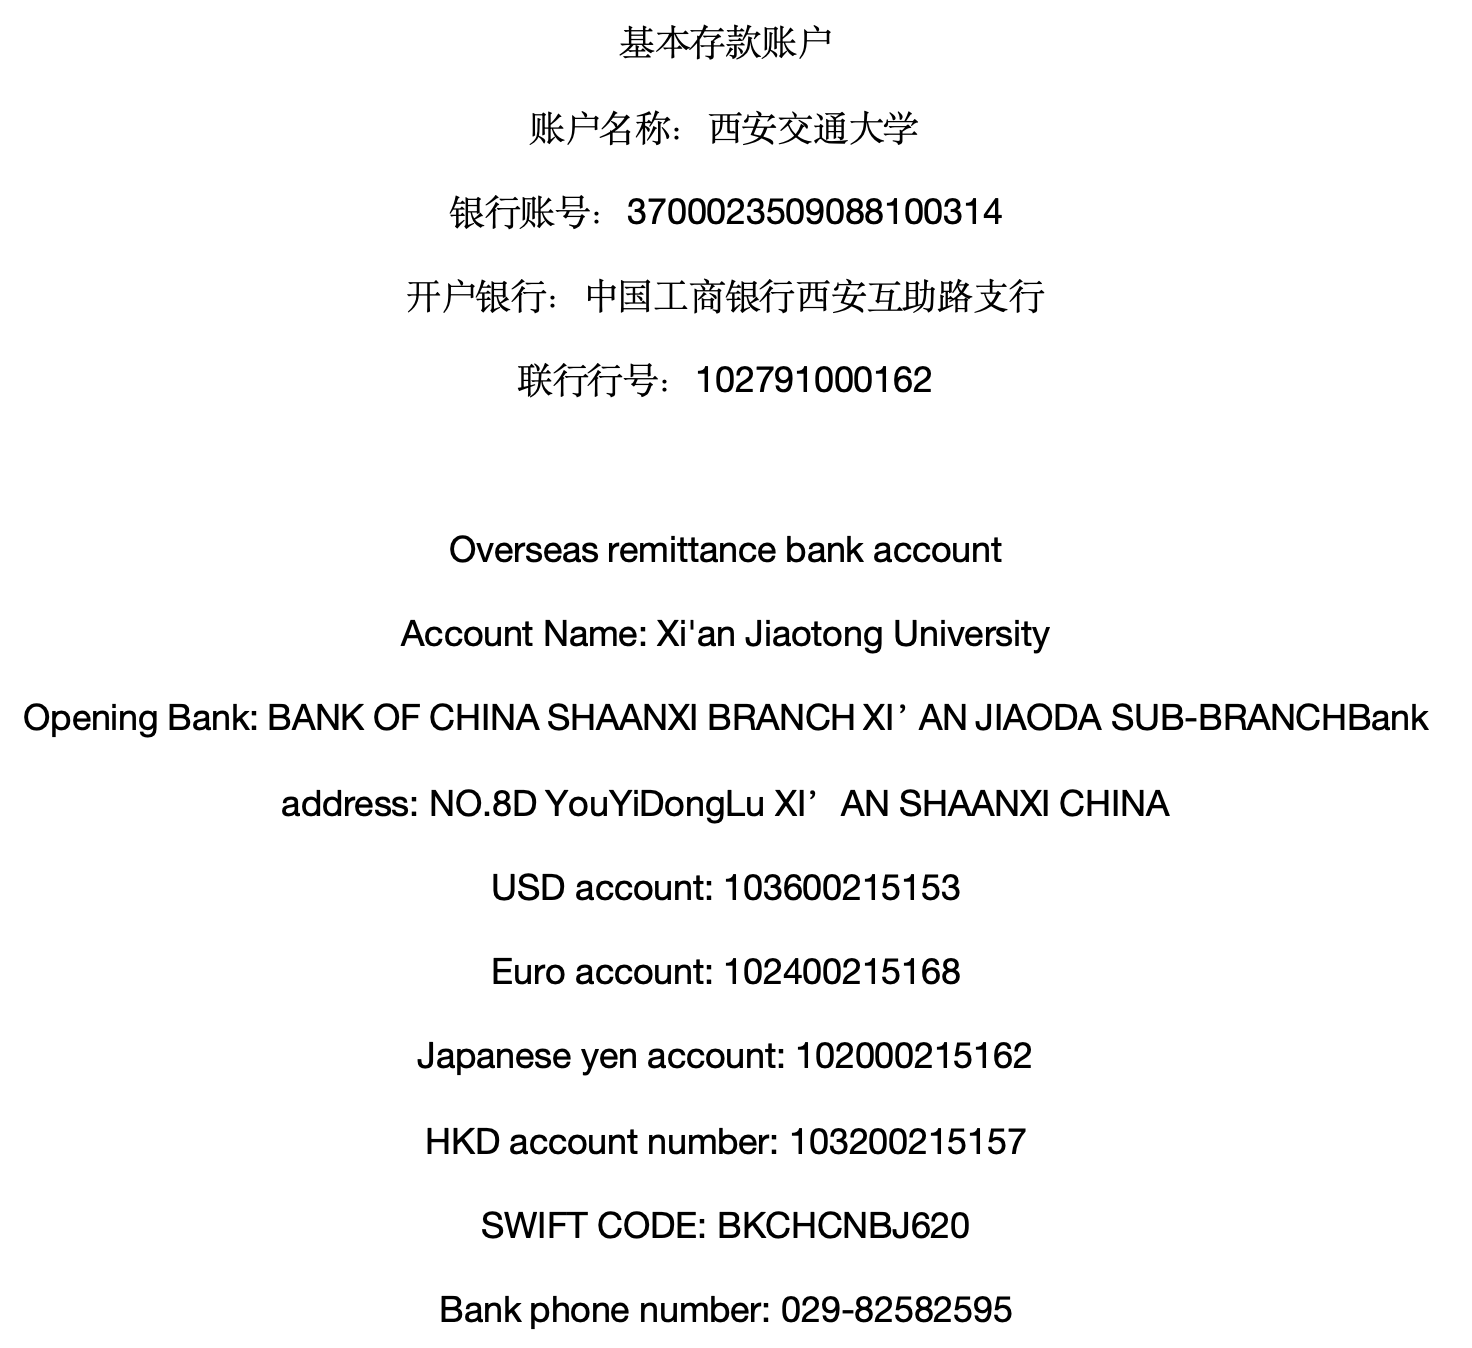 基本存款账户
账户名称：西安交通大学
银行账号：3700023509088100314
开户银行：中国工商银行西安互助路支行
联行行号：102791000162
Overseas remittance bank account
Account Name: Xi'an Jiaotong University
Opening Bank: BANK OF CHINA SHAANXI BRANCH XI’AN JIAODA SUB-BRANCHBank
address: NO.8D YouYiDongLu XI’AN SHAANXI CHINA
USD account: 103600215153
Euro account: 102400215168
Japanese yen account: 102000215162
HKD account number: 103200215157
SWIFT CODE: BKCHCNBJ620
Bank phone number: 029-82582595